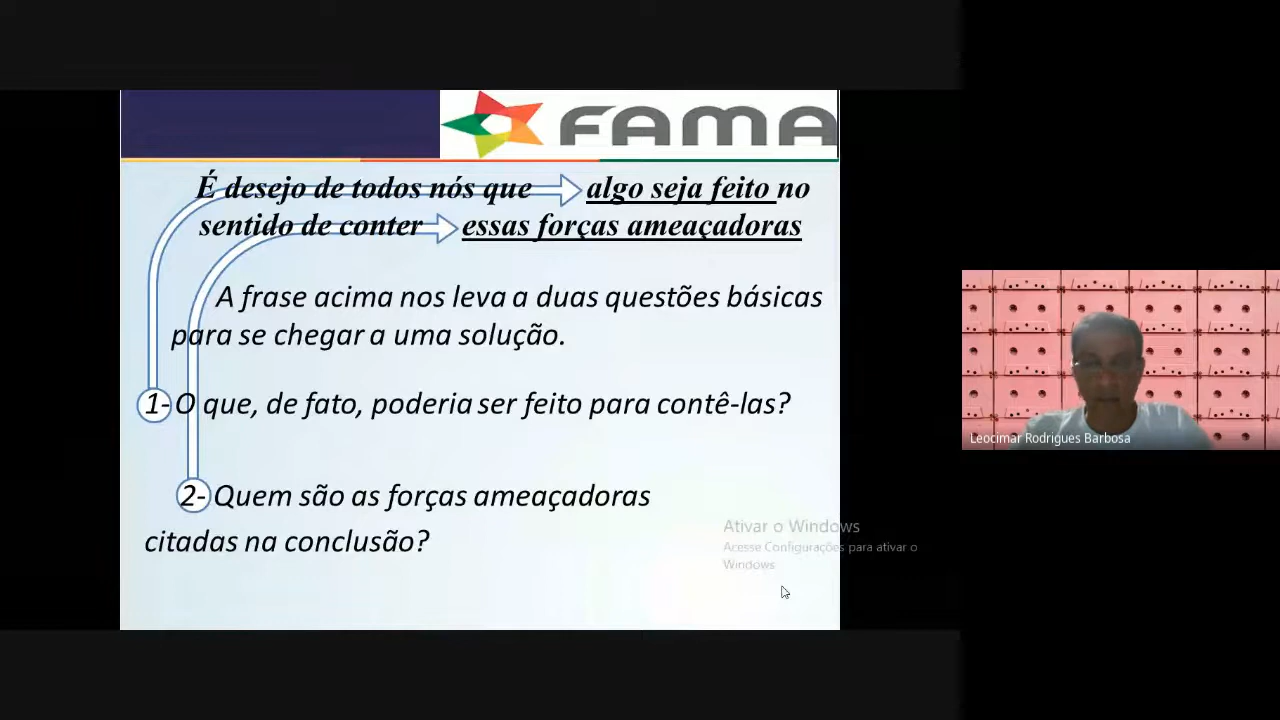 FAMA
É desejo de todos nós que algo seja feito no
sentido de conter essas forças ameaçadoras
A frase acima nos leva a duas questões básicas
para se chegar a uma solução.
1- O que, de fato, poderia ser feito para contê-las?
2- Quem são as forças ameaçadoras
citadas na conclusão?
Ativar o Windows
Acesse Configurações para ativar o
Windows
Leocimar Rodrigues Barbosa